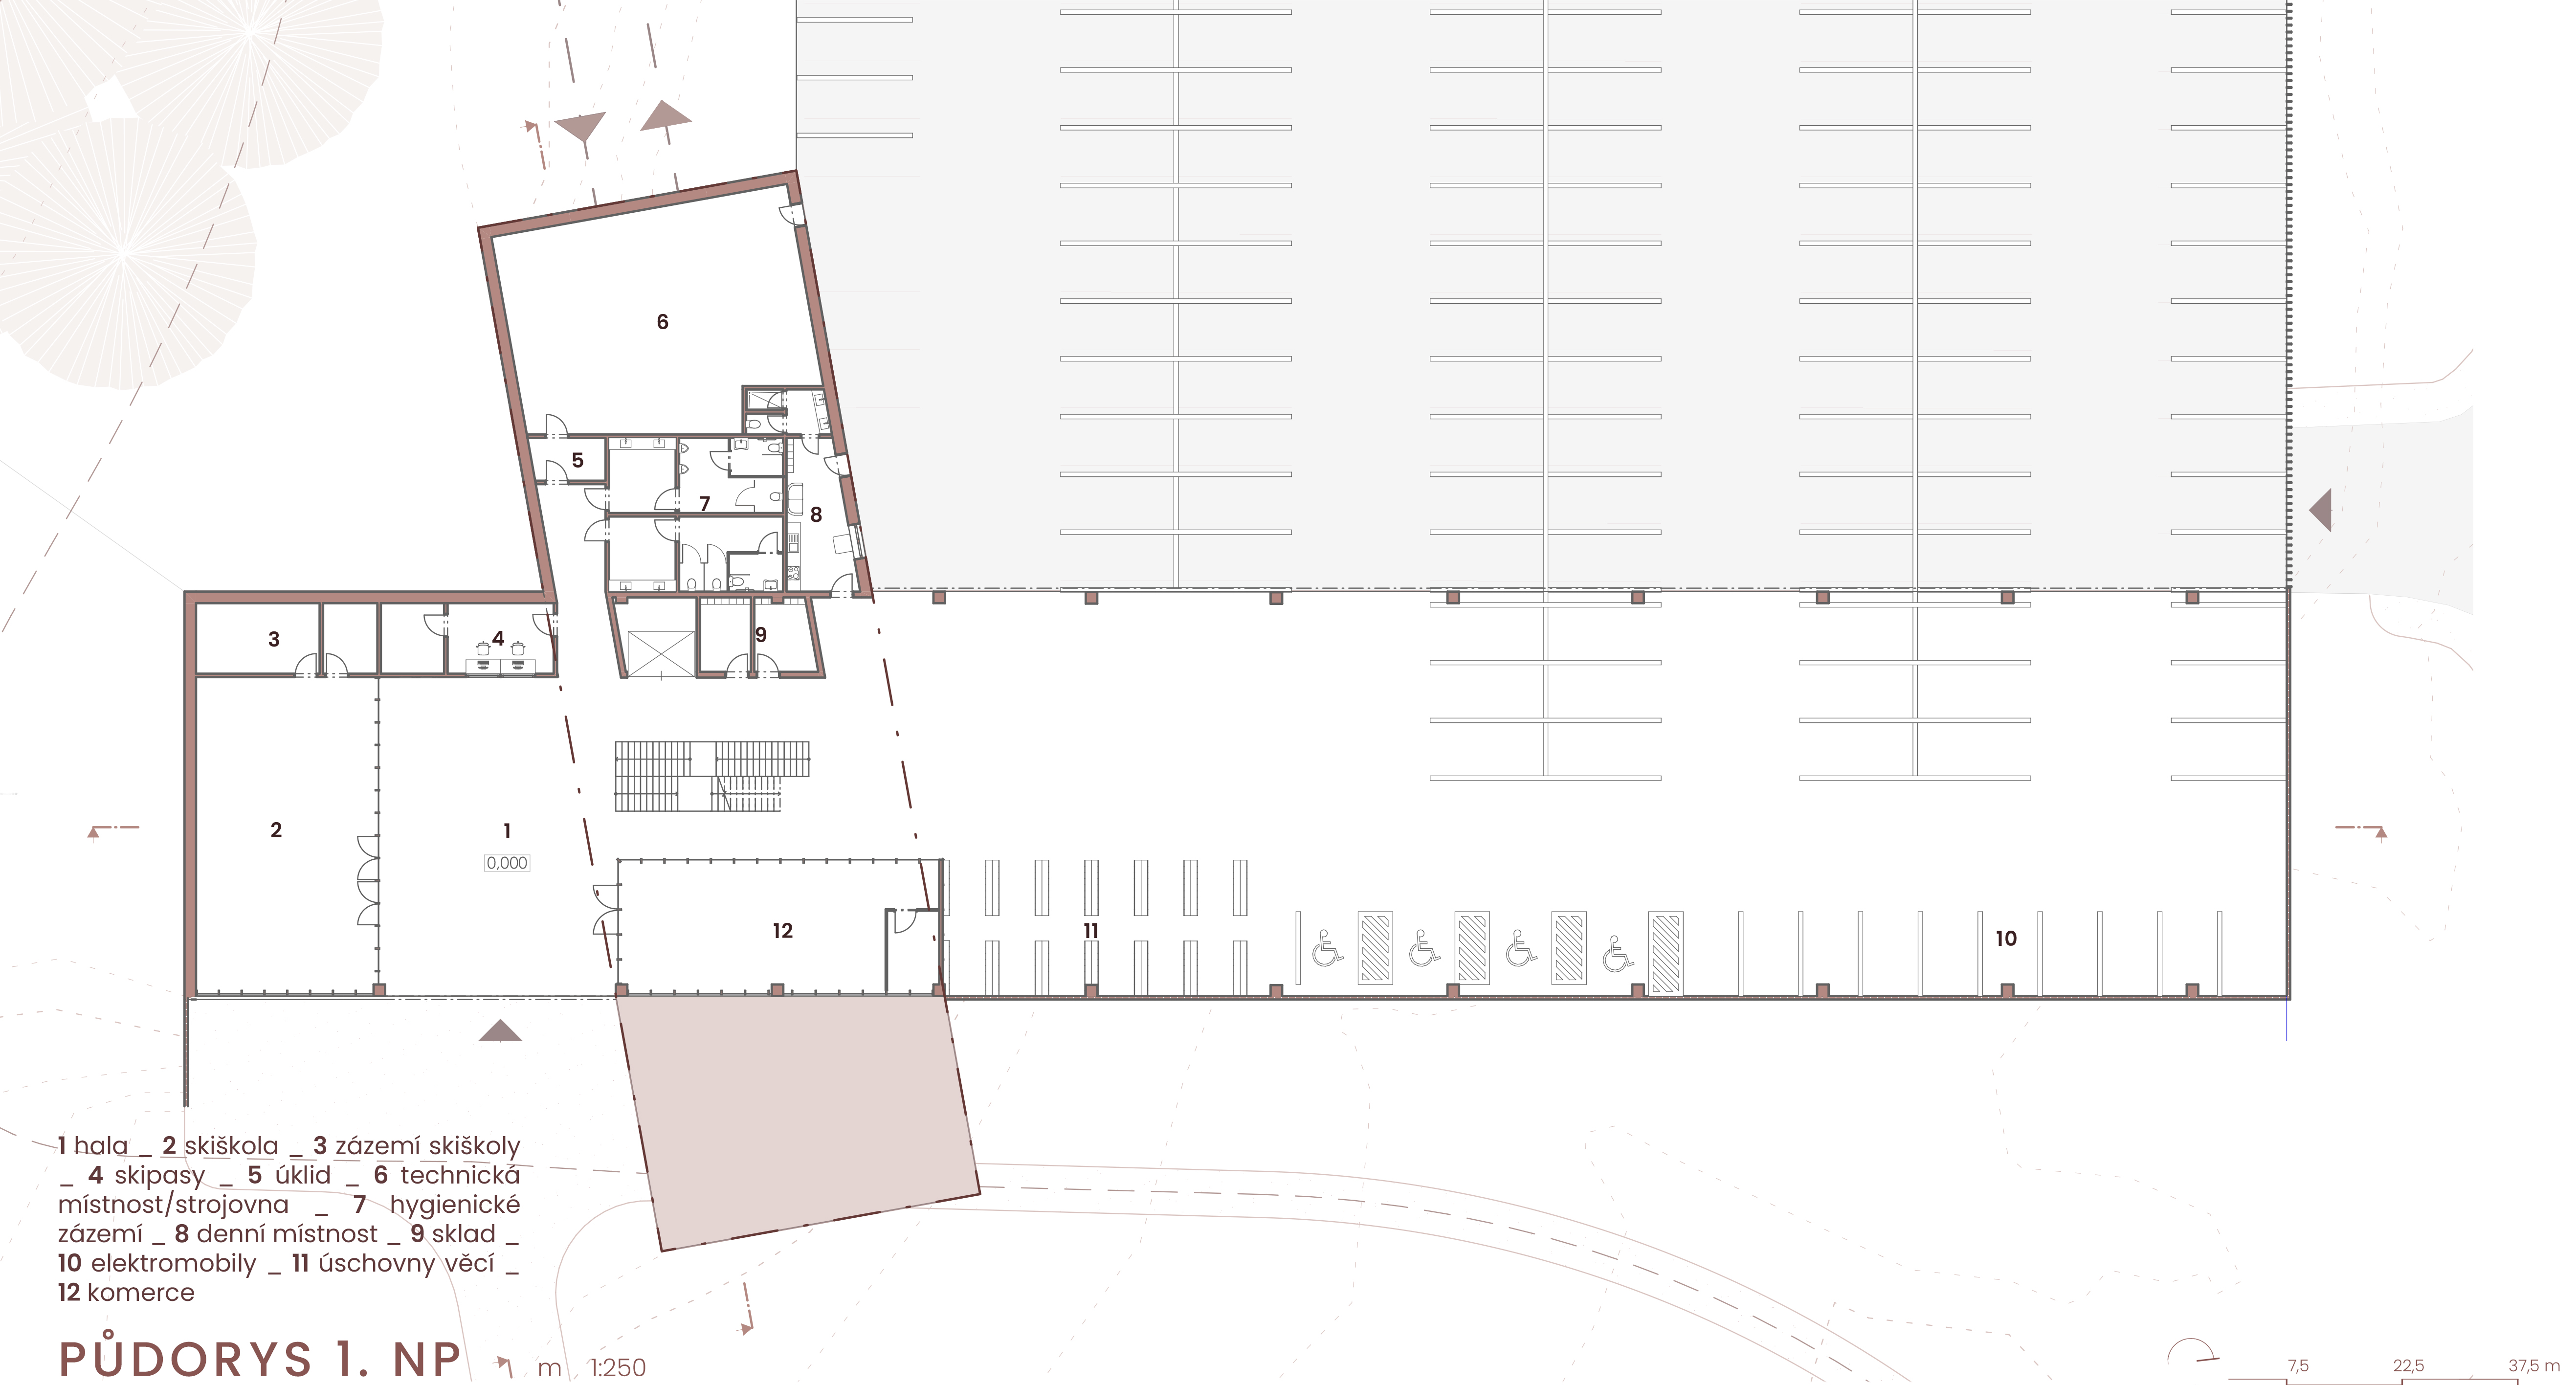 6
5
7
8
3
4
9
2
1
0,000
12
11
10
1 hala _ 2 skiškola _ 3 zázemí skiškoly
_ 4 skipasy _ 5 úklid _ 6 technická
místnost/strojovna _ 7 hygienické
zázemí _ 8 denní místnost _ 9 sklad _
10 elektromobily _ 11 úschovny věcí _
12 komerce
PŮDORYS 1. NP m 1:250
7,5 22,5 37,5 m